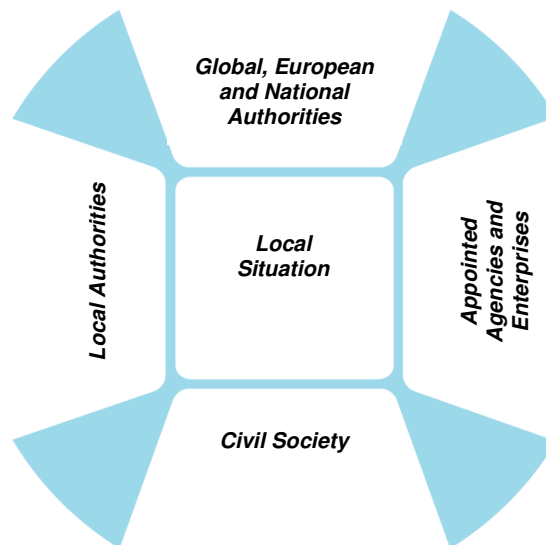 Global, European
and National
Authorities
Local Authorities
Local
Situation
Appointed
Agencies and
Enterprises
Civil Society